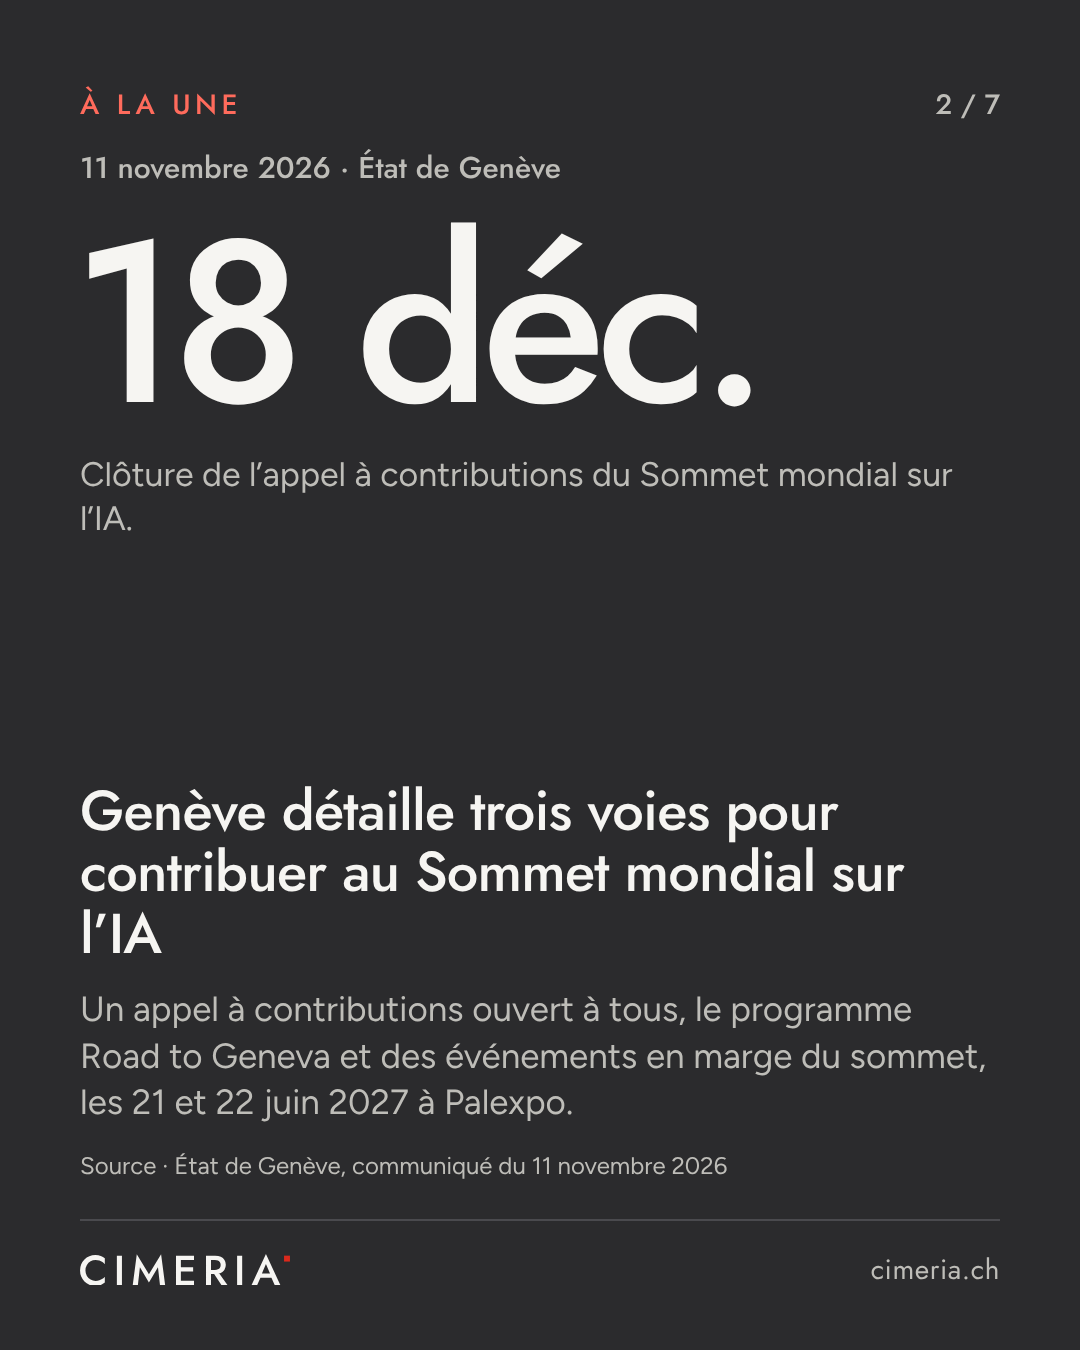 À LA UNE
2 / 7
11 novembre 2026 · État de Genève
18 déc.
Clôture de l’appel à contributions du Sommet mondial sur
l’IA.
Genève détaille trois voies pour
contribuer au Sommet mondial sur
l’IA
Un appel à contributions ouvert à tous, le programme
Road to Geneva et des événements en marge du sommet,
les 21 et 22 juin 2027 à Palexpo.
Source · État de Genève, communiqué du 11 novembre 2026
CIMERIA
cimeria.ch